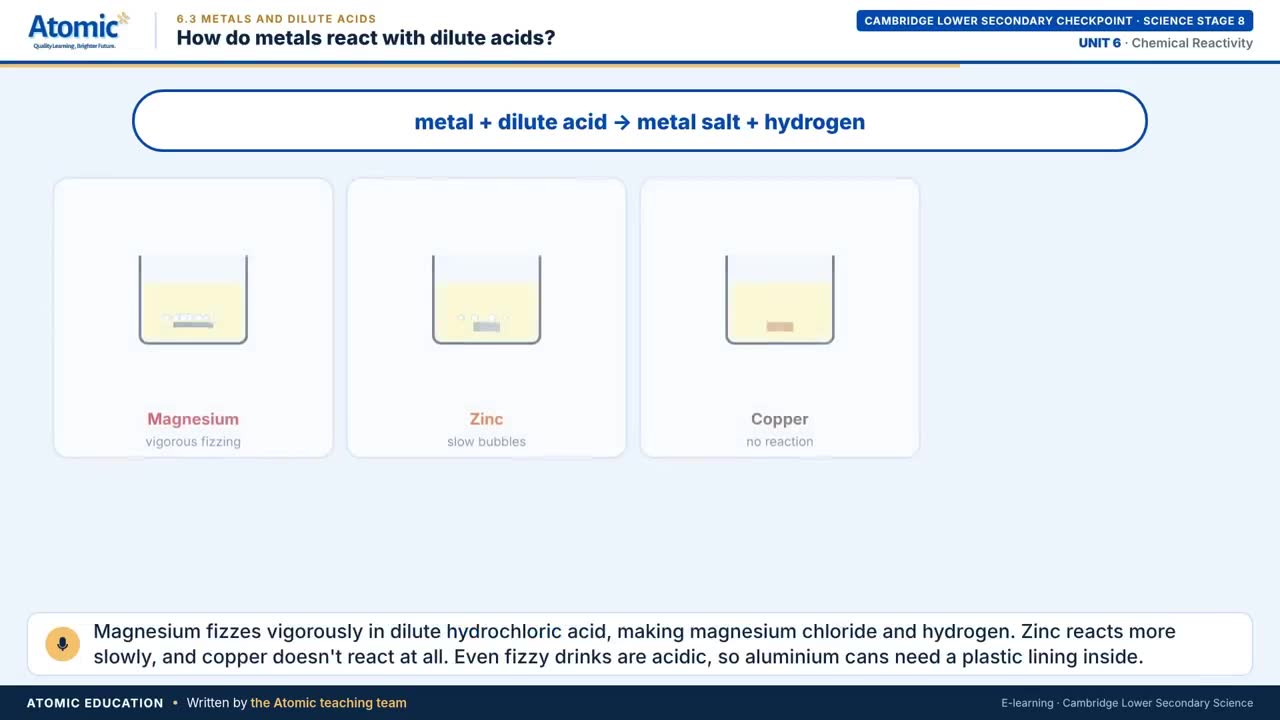 Atomic
Quality Learning, Brighter Future.
6.3 METALS AND DILUTE ACIDS
How do metals react with dilute acids?
CAMBRIDGE LOWER SECONDARY CHECKPOINT · SCIENCE STAGE 8
UNIT 6 · Chemical Reactivity
metal + dilute acid → metal salt + hydrogen
Magnesium
vigorous fizzing
Zinc
slow bubbles
Copper
no reaction
Magnesium fizzes vigorously in dilute hydrochloric acid, making magnesium chloride and hydrogen. Zinc reacts more
slowly, and copper doesn't react at all. Even fizzy drinks are acidic, so aluminium cans need a plastic lining inside.
ATOMIC EDUCATION • Written by the Atomic teaching team
E-learning · Cambridge Lower Secondary Science